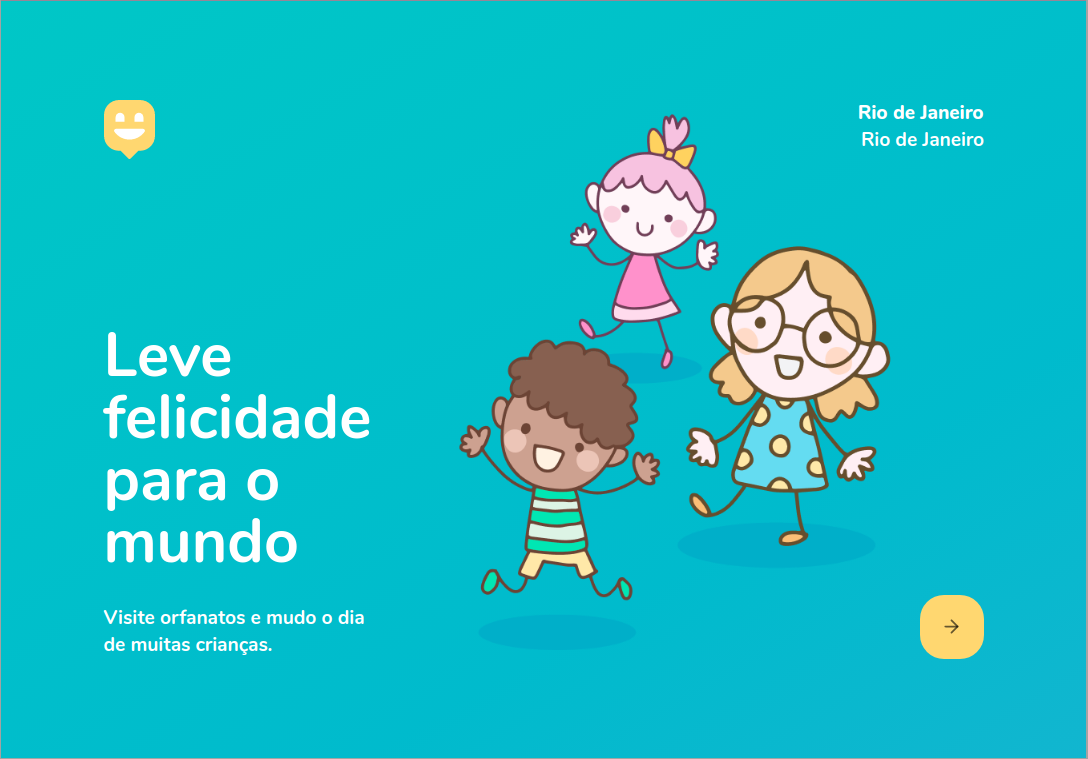 Rio de Janeiro
Rio de Janeiro
Leve
felicidade
para o
mundo
Visite orfanatos e mudo o dia
de muitas crianças.